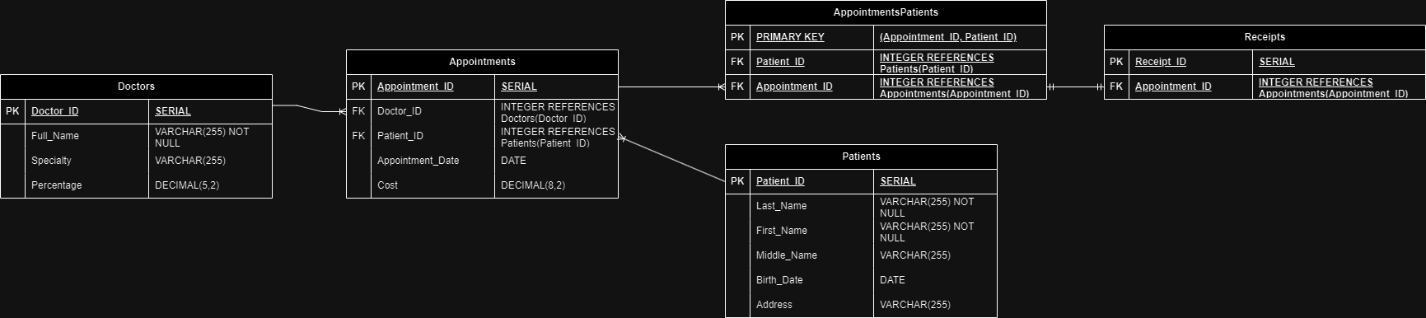 AppointmentsPatients
PK PRIMARY KEY (Appointment_ID, Patient_ID)
FK Patient_ID INTEGER REFERENCES
Patients(Patient_ID)
FK Appointment_ID INTEGER REFERENCES
Appointments(Appointment_ID)
Receipts
PK Receipt_ID SERIAL
FK Appointment_ID INTEGER REFERENCES
Appointments(Appointment_ID)
Appointments
PK Appointment_ID SERIAL
FK Doctor_ID INTEGER REFERENCES
Doctors(Doctor_ID)
FK Patient_ID INTEGER REFERENCES
Patients(Patient_ID)
Appointment_Date DATE
Cost DECIMAL(8,2)
Doctors
PK Doctor_ID SERIAL
Full_Name VARCHAR(255) NOT
NULL
Specialty VARCHAR(255)
Percentage DECIMAL(5,2)
Patients
PK Patient_ID SERIAL
Last_Name VARCHAR(255) NOT
NULL
First_Name VARCHAR(255) NOT
NULL
Middle_Name VARCHAR(255)
Birth_Date DATE
Address VARCHAR(255)